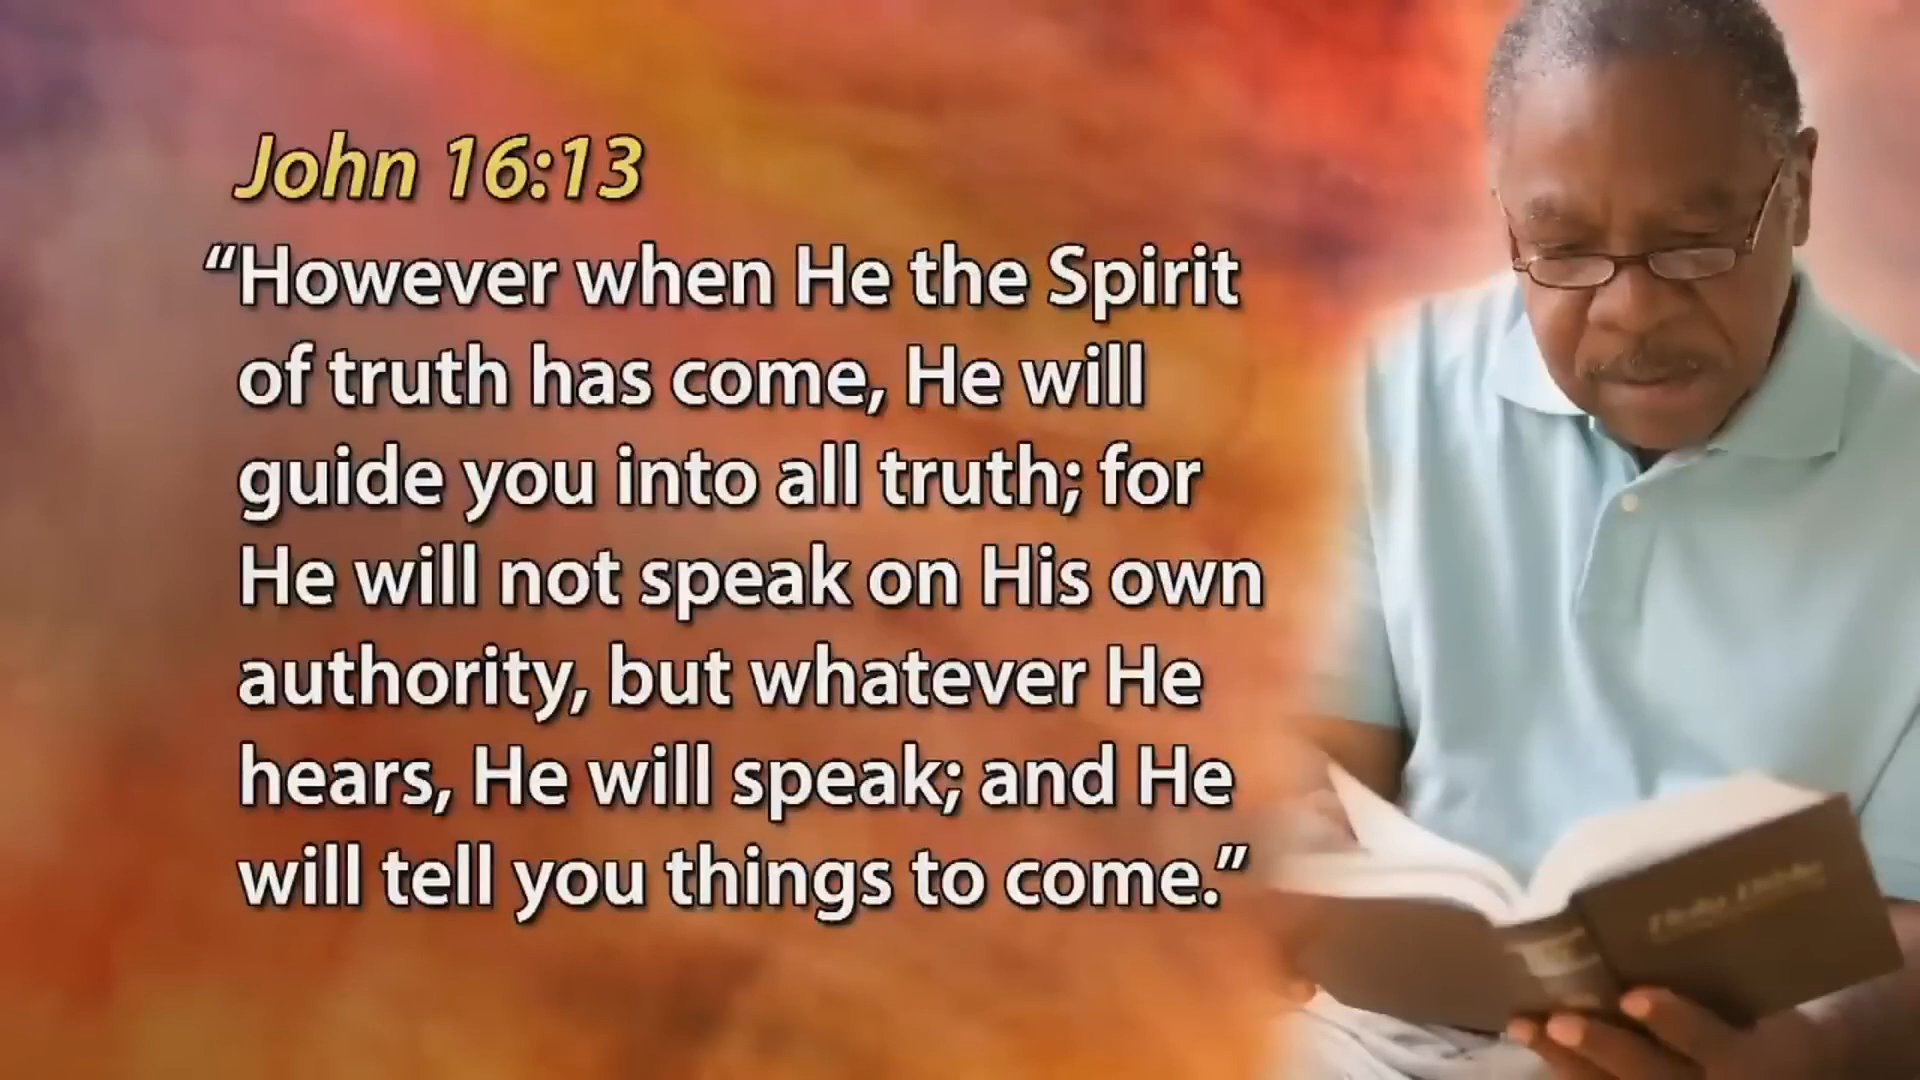 John 16:13
“However when He the Spirit
of truth has come, He will
guide you into all truth; for
He will not speak on His own
authority, but whatever He
hears, He will speak; and He
will tell you things to come.”
Holy Bible